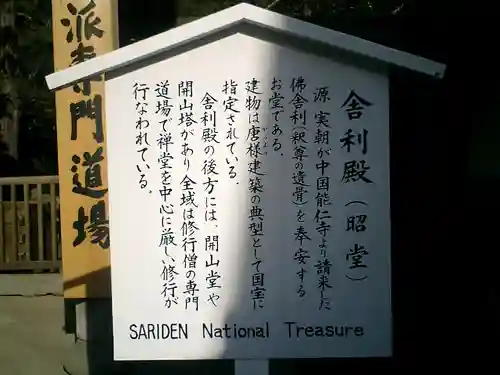 舎利殿（昭堂）
源実朝が中国能仁寺より請来した
佛舎利（釈尊の遺骨）を奉安する
お堂である．
建物は唐様建築の典型として国宝に
指定されている．
舎利殿の後方には、開山堂や
開山塔があり全域は修行僧の専門
道場で禅堂を中心に厳しい修行が
行なわれている．
SARIDEN National Treasure
派専門道場